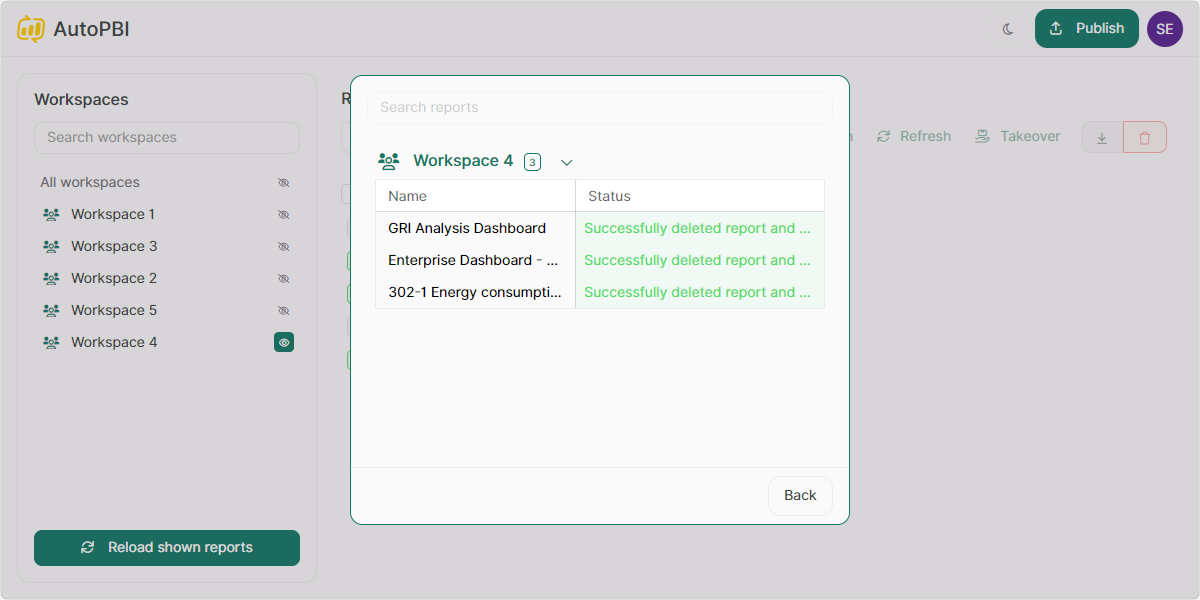 AutoPBI
Publish
SE
Workspaces
Search workspaces
All workspaces
Workspace 1
Workspace 3
Workspace 2
Workspace 5
Workspace 4
Reload shown reports
Refresh
Takeover
Search reports
Workspace 4 3
Name Status
GRI Analysis Dashboard Successfully deleted report and ...
Enterprise Dashboard - ... Successfully deleted report and ...
302-1 Energy consumpti... Successfully deleted report and ...
Back